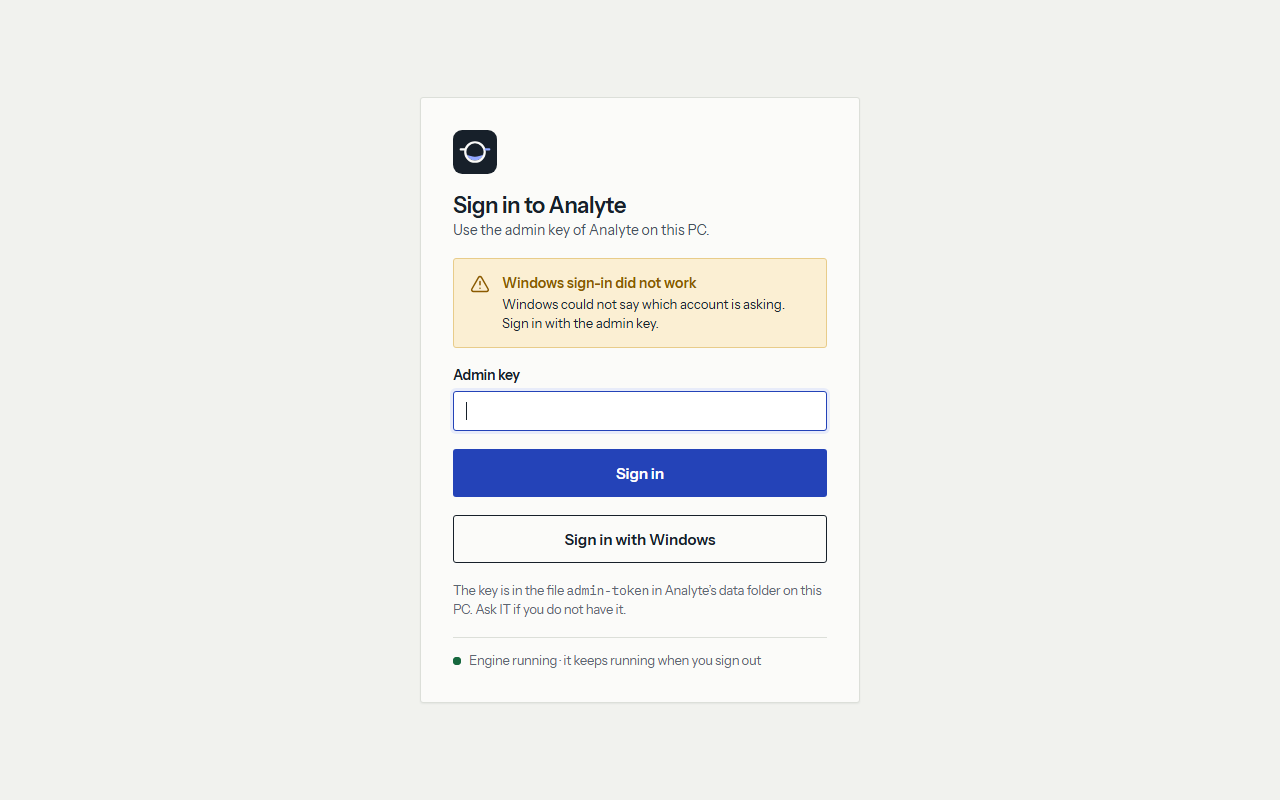 Sign in to Analyte
Use the admin key of Analyte on this PC.
Windows sign-in did not work
Windows could not say which account is asking.
Sign in with the admin key.
Admin key
Sign in
Sign in with Windows
The key is in the file admin-token in Analyte's data folder on this
PC. Ask IT if you do not have it.
Engine running · it keeps running when you sign out